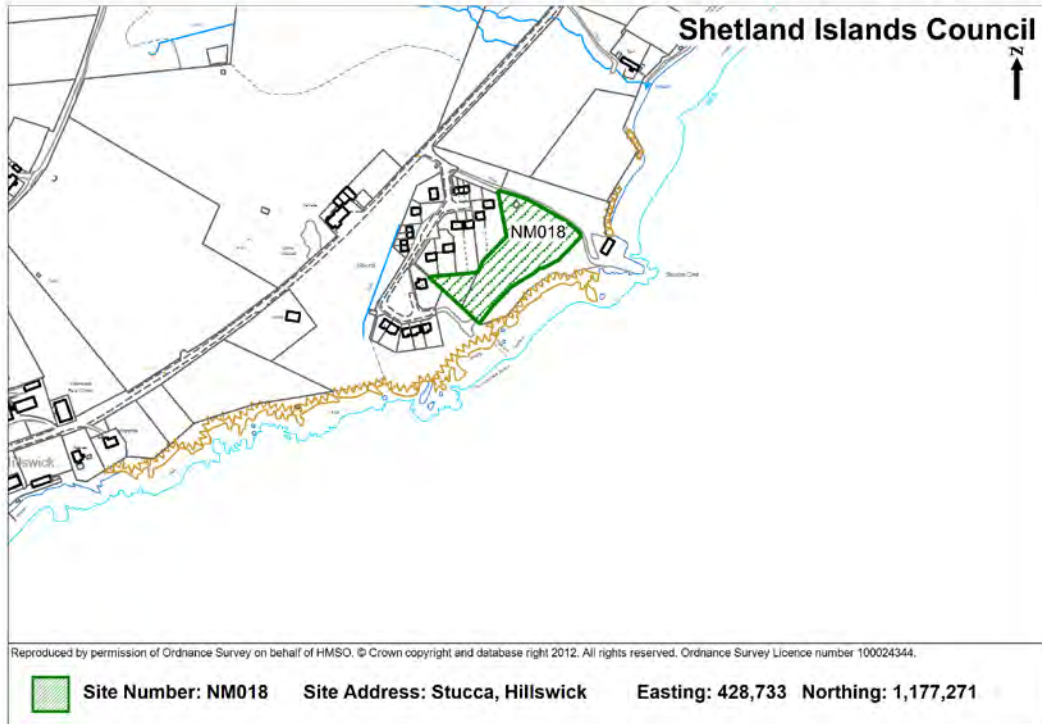 Shetland Islands Council
N
NM018
Hillswick
Reproduced by permission of Ordnance Survey on behalf of HMSO. © Crown copyright and database right 2012. All rights reserved. Ordnance Survey Licence number 100024344.
Site Number: NM018 Site Address: Stucca, Hillswick Easting: 428,733 Northing: 1,177,271